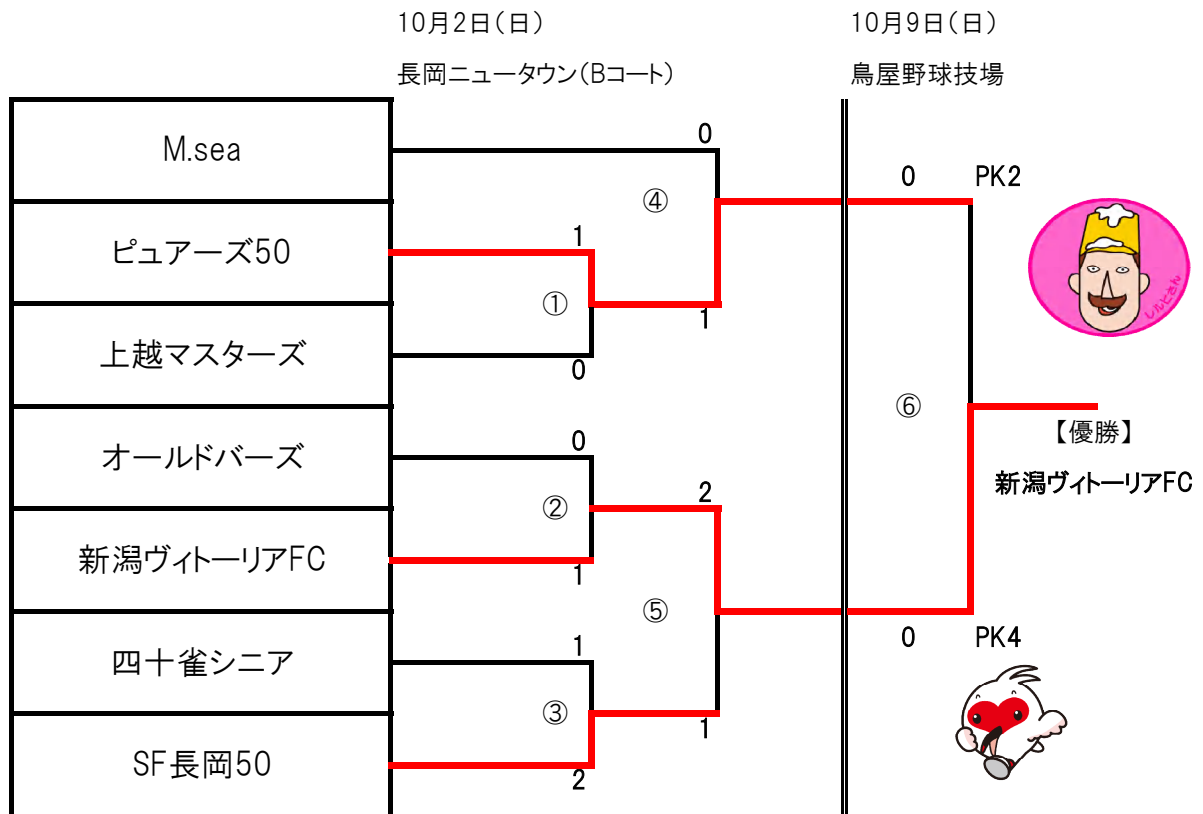 10月2日(日)
10月9日(日)
長岡ニュータウン(Bコート)
鳥屋野球技場
M.sea
0
④
0 PK2
ピュアーズ50
1
①
レルヒさん
上越マスターズ
0
1
オールドバーズ
0
②
2
⑥
【優勝】
新潟ヴィトーリアFC
新潟ヴィトーリアFC
1
⑤
四十雀シニア
1
③
0 PK4
SF長岡50
2
1